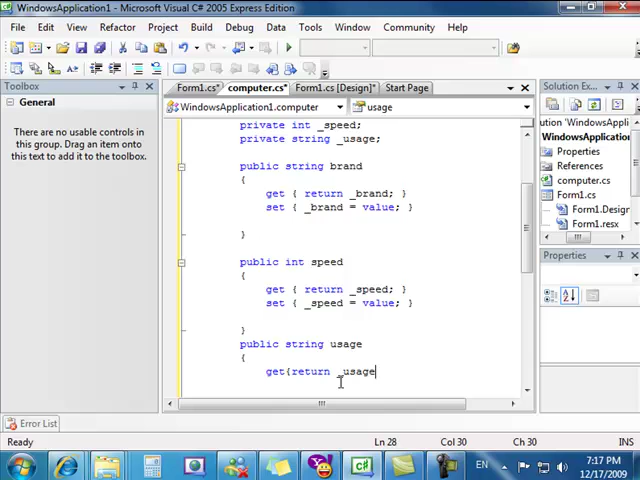 WindowsApplication1 - Microsoft Visual C# 2005 Express Edition
File Edit View Refactor Project Build Debug Data Tools Window Community Help
Toolbox
General
There are no usable controls in this group. Drag an item onto this text to add it to the toolbox.
Form1.cs* computer.cs* Form1.cs [Design]* Start Page
WindowsApplication1.computer usage
private int _speed;
private string _usage;
public string brand
{
get { return _brand; }
set { _brand = value; }
}
public int speed
{
get { return _speed; }
set { _speed = value; }
}
public string usage
{
get{return _usage
Solution Ex...
ution 'WindowsApp
WindowsApplication
Properties
References
computer.cs
Form1.cs
Form1.Design
Form1.resx
Properties
Error List
Ready Ln 28 Col 30 Ch 30 INS
EN 7:17 PM
12/17/2009